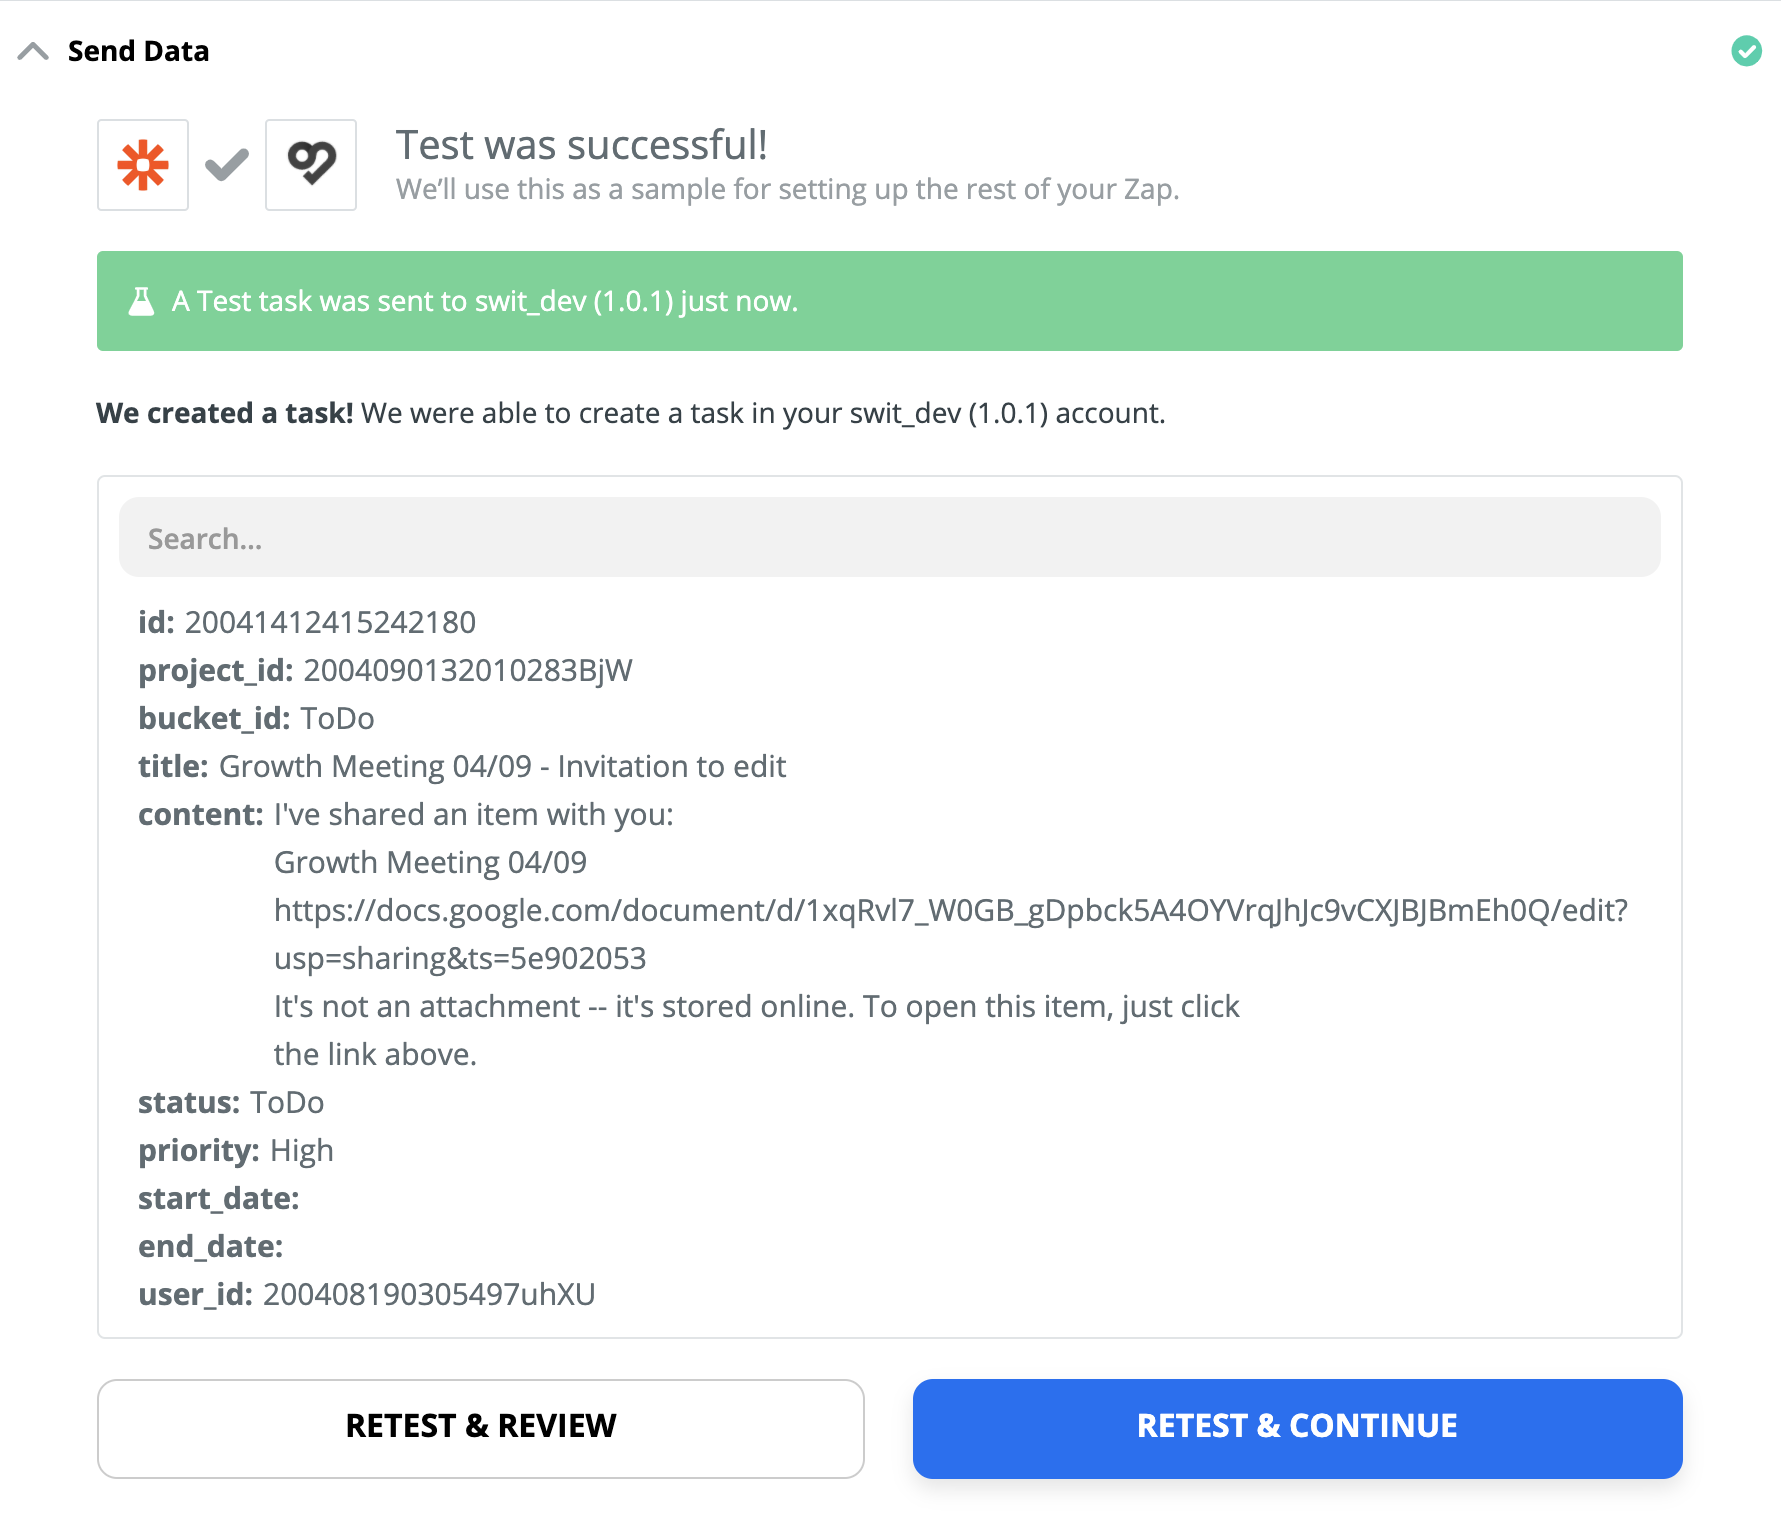 Send Data
Test was successful!
We’ll use this as a sample for setting up the rest of your Zap.
A Test task was sent to swit_dev (1.0.1) just now.
We created a task! We were able to create a task in your swit_dev (1.0.1) account.
Search...
id: 20041412415242180
project_id: 2004090132010283BjW
bucket_id: ToDo
title: Growth Meeting 04/09 - Invitation to edit
content: I've shared an item with you:
Growth Meeting 04/09
https://docs.google.com/document/d/1xqRvl7_W0GB_gDpbck5A4OYVrqJhJc9vCXJBJBmEh0Q/edit?
usp=sharing&ts=5e902053
It's not an attachment -- it's stored online. To open this item, just click
the link above.
status: ToDo
priority: High
start_date:
end_date:
user_id: 200408190305497uhXU
RETEST & REVIEW
RETEST & CONTINUE